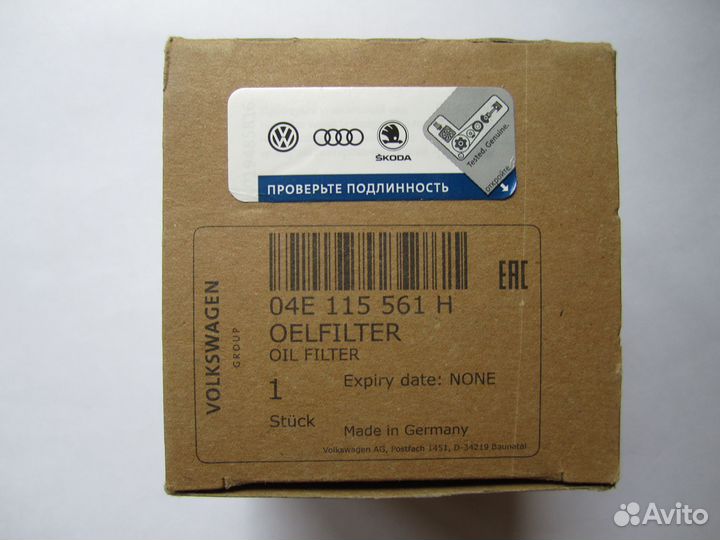 ŠKODA
Tested. Genuine.
откройте
ПРОВЕРЬТЕ ПОДЛИННОСТЬ
VOLKSWAGEN
GROUP
EAC
04E 115 561 H
OELFILTER
OIL FILTER
1
Expiry date: NONE
Stück
Made in Germany
Volkswagen AG, Postfach 1451, D-34219 Baunatal
Avito